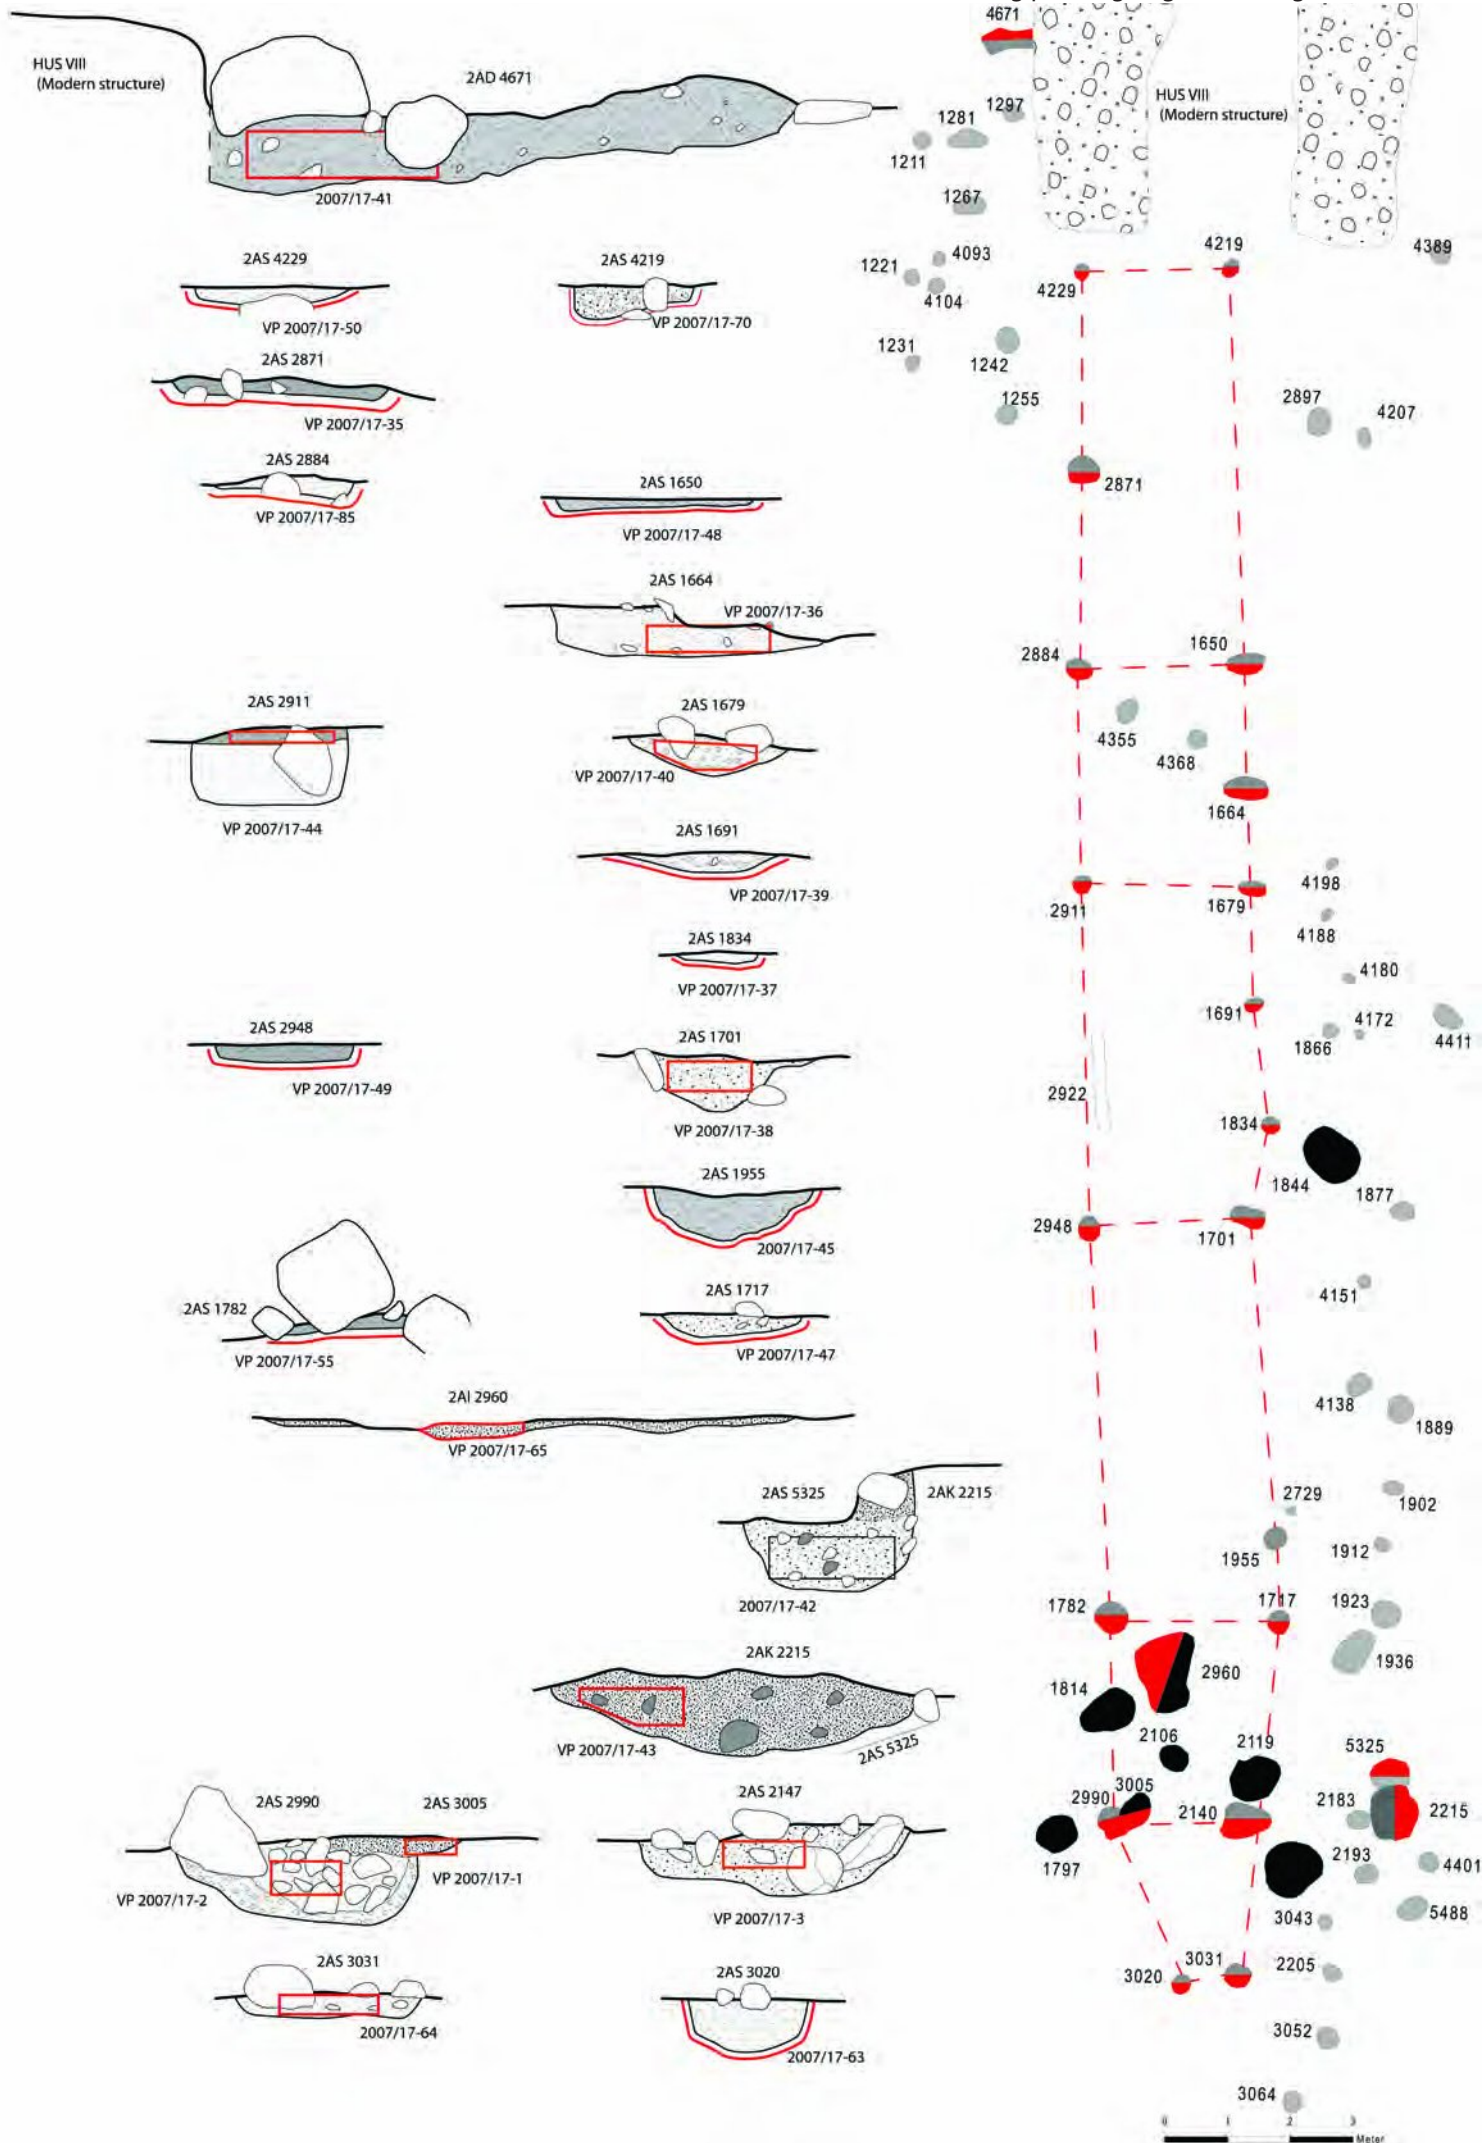 HUS VIII
(Modern structure)
2AD 4671
2007/17-41
2AS 4229
VP 2007/17-50
2AS 4219
VP 2007/17-70
2AS 2871
VP 2007/17-35
2AS 2884
VP 2007/17-85
2AS 1650
VP 2007/17-48
2AS 1664
VP 2007/17-36
2AS 2911
VP 2007/17-44
2AS 1679
VP 2007/17-40
2AS 1691
VP 2007/17-39
2AS 1834
VP 2007/17-37
2AS 2948
VP 2007/17-49
2AS 1701
VP 2007/17-38
2AS 1955
2007/17-45
2AS 1782
VP 2007/17-55
2AS 1717
VP 2007/17-47
2AI 2960
VP 2007/17-65
2AS 5325
2AK 2215
2007/17-42
2AK 2215
VP 2007/17-43
2AS 5325
2AS 2990
2AS 3005
VP 2007/17-2
VP 2007/17-1
2AS 2147
VP 2007/17-3
2AS 3031
2007/17-64
2AS 3020
2007/17-63
4671
HUS VIII
(Modern structure)
1297
1281
1211
1267
4219
4389
4093
1221
4104
4229
1231
1242
1255
2897
4207
2871
2884
1650
4355
4368
1664
2911
1679
4198
4188
4180
1691
4172
1866
4411
2922
1834
1844
1877
2948
1701
4151
4138
1889
2729
1902
1955
1912
1782
1717
1923
1936
2960
1814
2106
2119
5325
2990
3005
2140
2183
2215
1797
2193
4401
5488
3043
3020
3031
2205
3052
3064
0 1 2 3
Meter